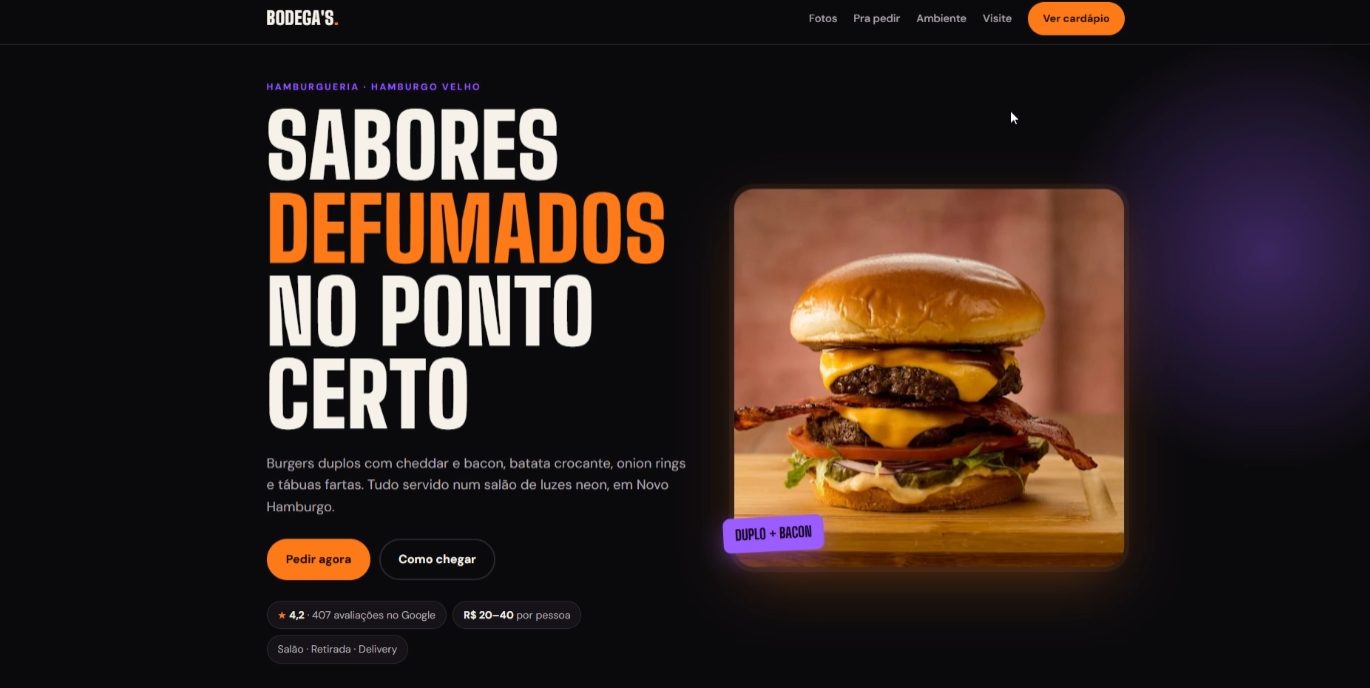 BODEGA'S.
Fotos
Pra pedir
Ambiente
Visite
Ver cardápio
HAMBURGUERIA · HAMBURGO VELHO
SABORES
DEFUMADOS
NO PONTO
CERTO
Burgers duplos com cheddar e bacon, batata crocante, onion rings
e tábuas fartas. Tudo servido num salão de luzes neon, em Novo
Hamburgo.
Pedir agora
Como chegar
★ 4,2 · 407 avaliações no Google
R$ 20–40 por pessoa
Salão · Retirada · Delivery
DUPLO + BACON